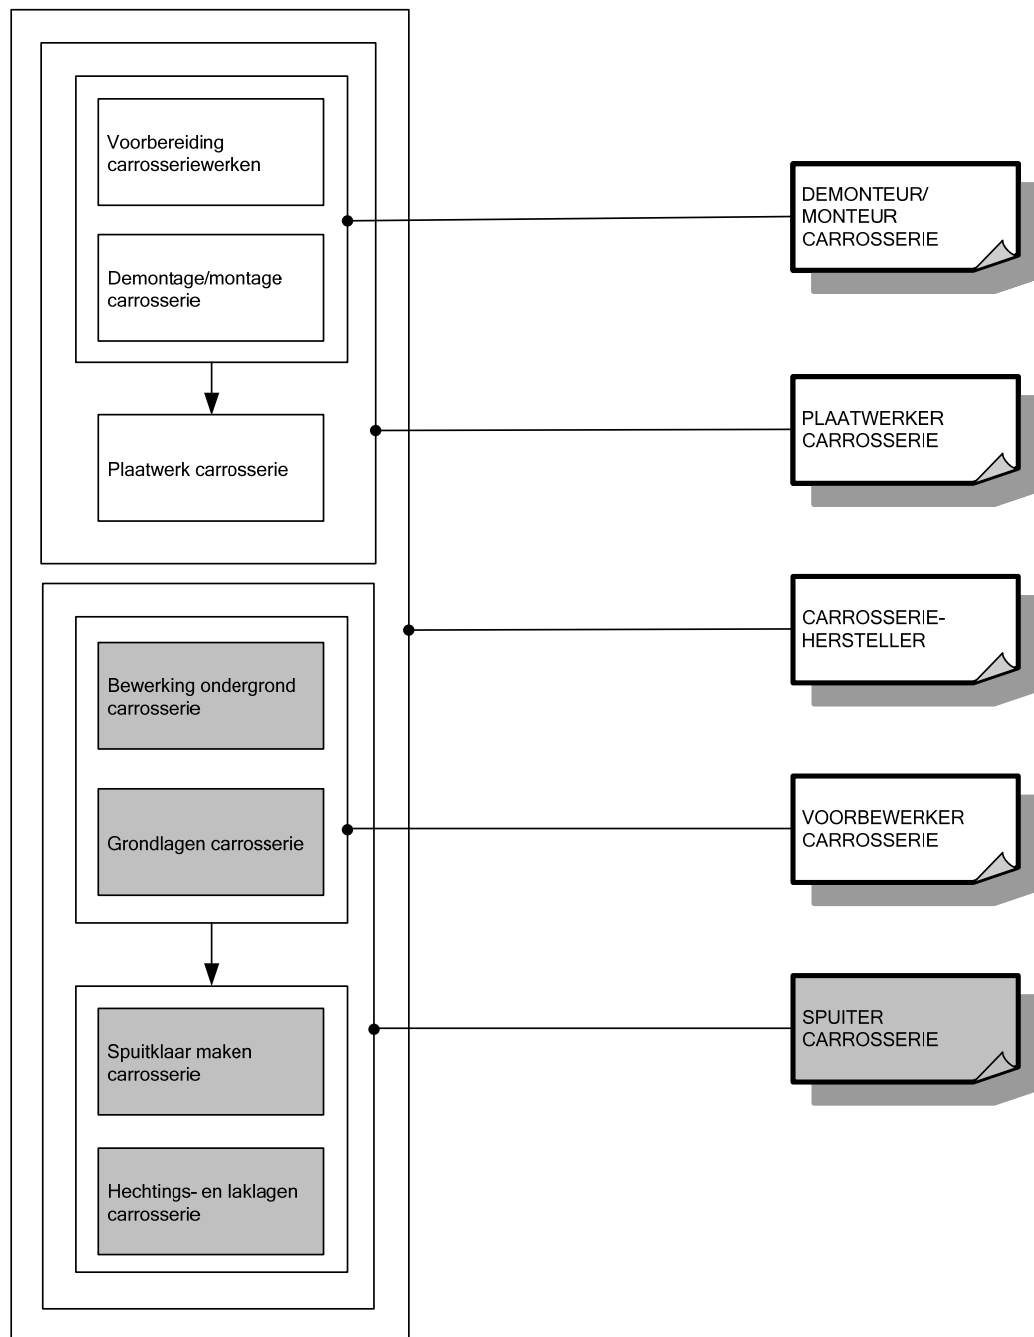 Voorbereiding
carrosseriewerken
Demontage/montage
carrosserie
Plaatwerk carrosserie
Bewerking ondergrond
carrosserie
Grondlagen carrosserie
Spuitklaar maken
carrosserie
Hechtings- en laklagen
carrosserie
DEMONTEUR/
MONTEUR
CARROSSERIE
PLAATWERKER
CARROSSERIE
CARROSSERIE-
HERSTELLER
VOORBEWERKER
CARROSSERIE
SPUITER
CARROSSERIE